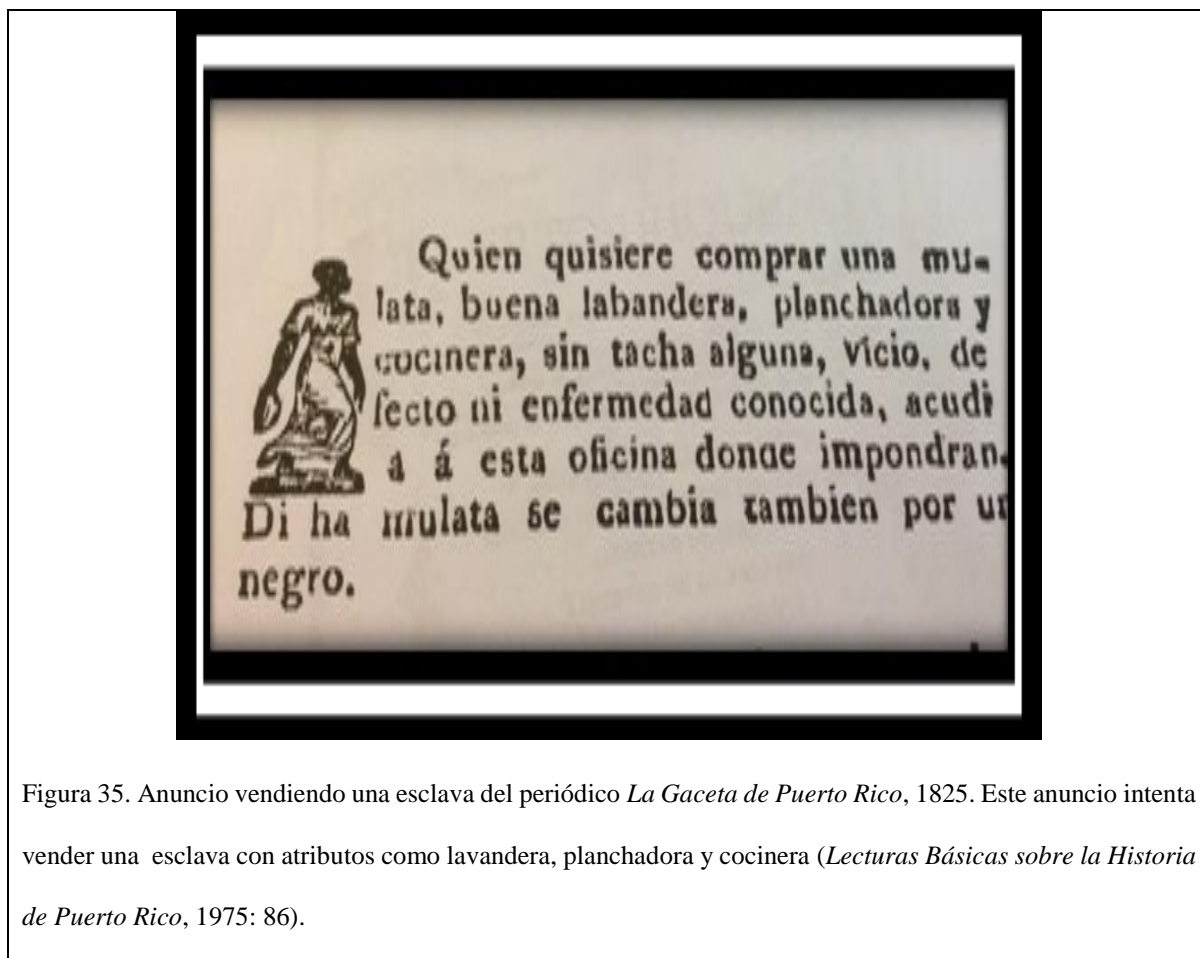 Quien quisiere comprar una mu-
lata, buena labandera, planchadora y
cocinera, sin tacha alguna, vicio, de
fecto ni enfermedad conocida, acudi
a á esta oficina donde impondran.
Di ha mulata se cambia tambien por un
negro.
Figura 35. Anuncio vendiendo una esclava del periódico La Gaceta de Puerto Rico, 1825. Este anuncio intenta
vender una esclava con atributos como lavandera, planchadora y cocinera (Lecturas Básicas sobre la Historia
de Puerto Rico, 1975: 86).